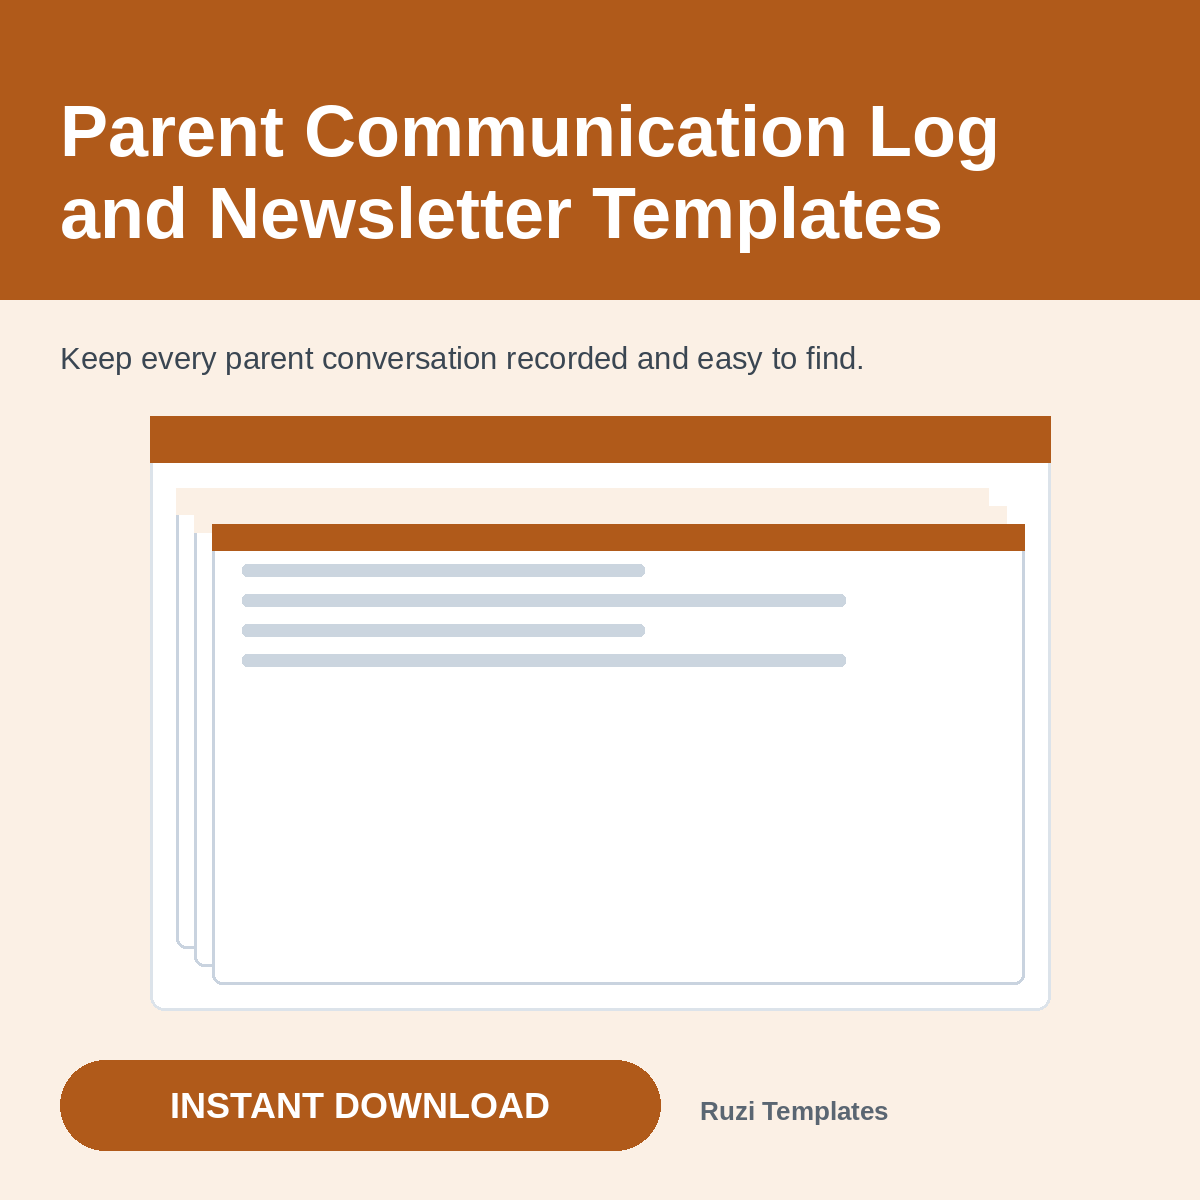 Parent Communication Log
and Newsletter Templates
Keep every parent conversation recorded and easy to find.
INSTANT DOWNLOAD
Ruzi Templates